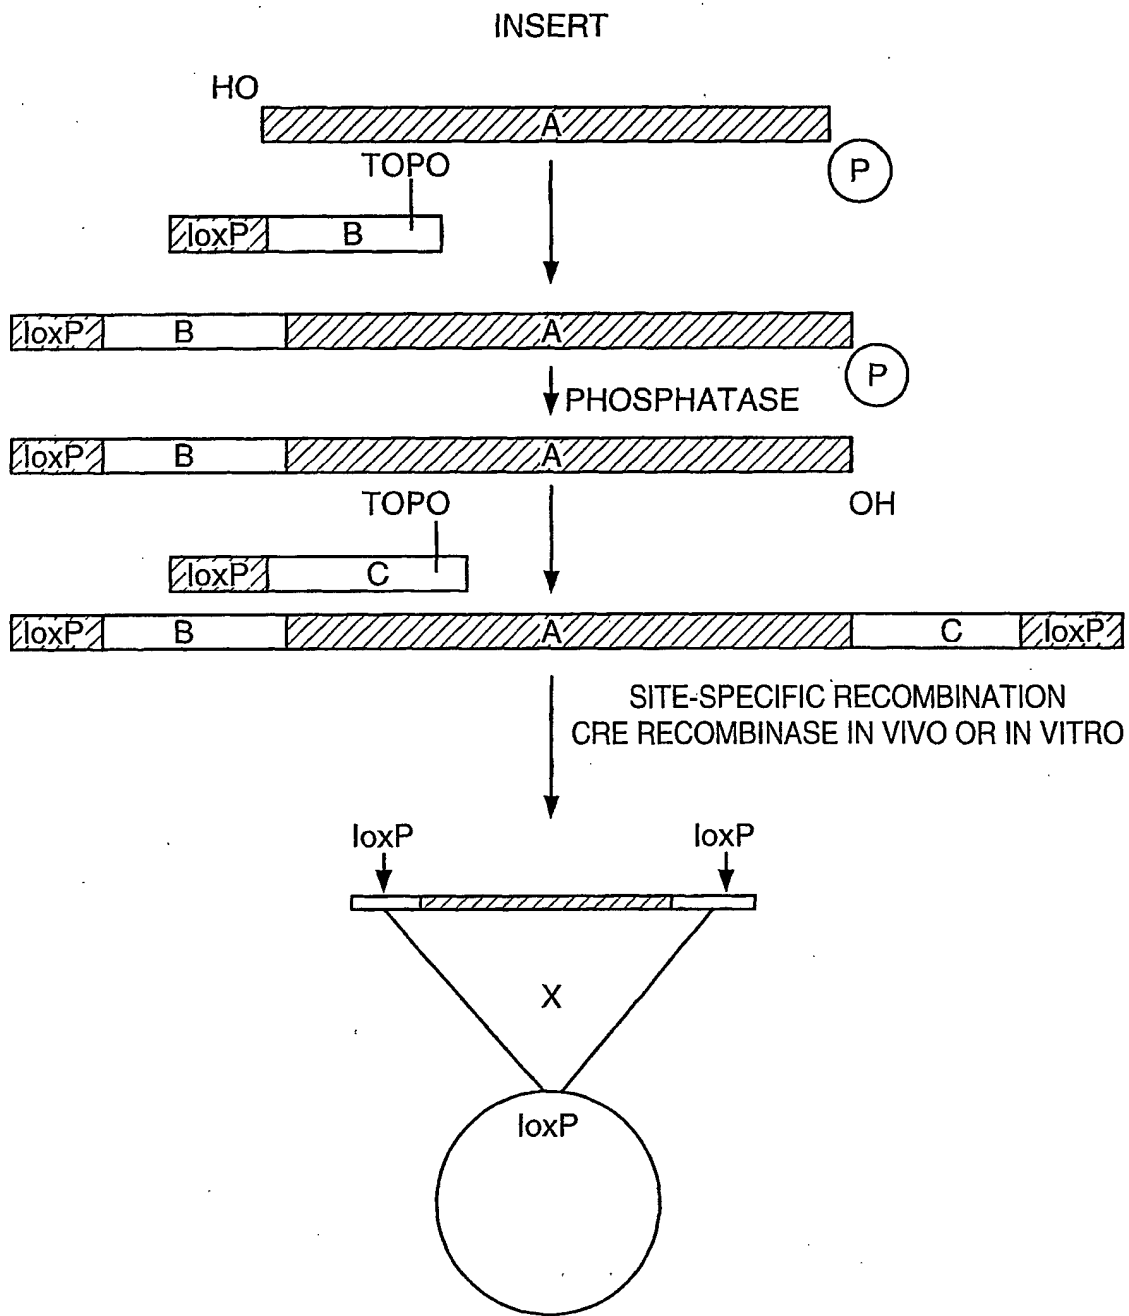 INSERT
HO
A
P
TOPO
loxP B
loxP B A
P
PHOSPHATASE
loxP B A
OH
TOPO
loxP C
loxP B A C loxP
SITE-SPECIFIC RECOMBINATION
CRE RECOMBINASE IN VIVO OR IN VITRO
loxP loxP
X
loxP